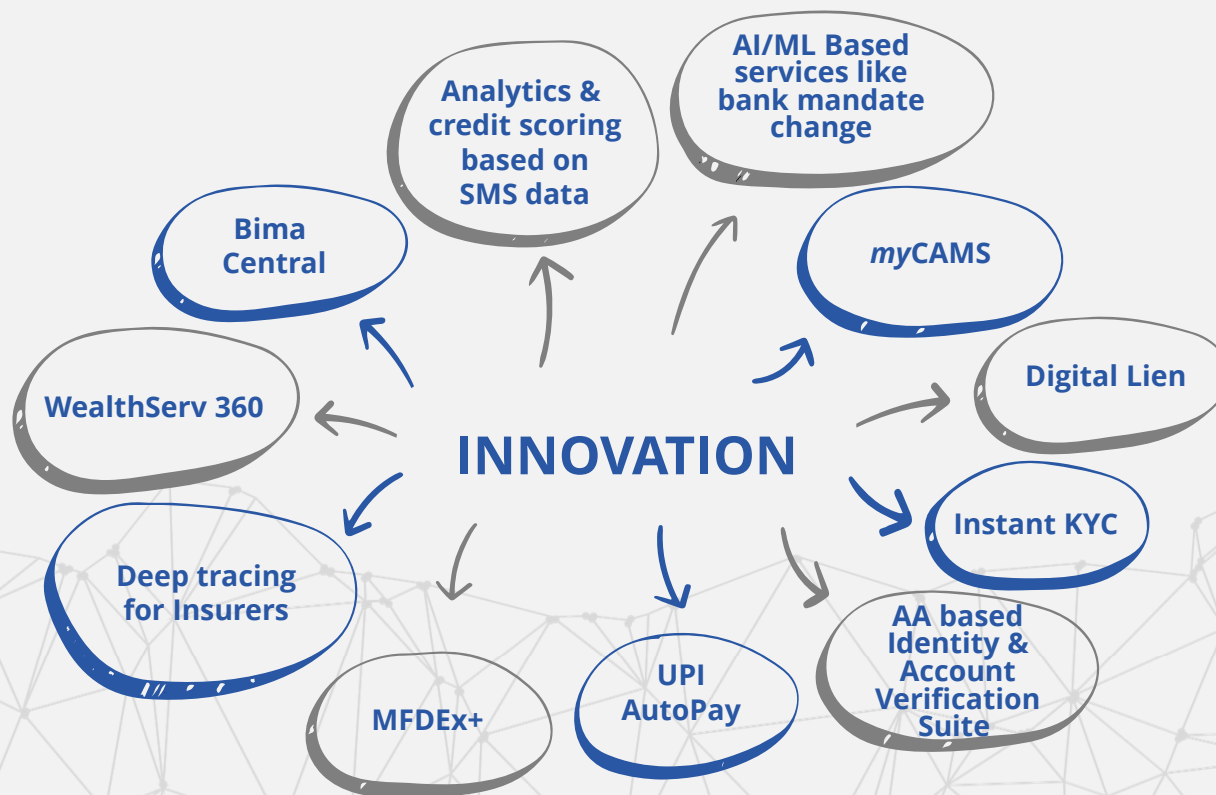 AI/ML Based
services like
bank mandate
change
Analytics &
credit scoring
based on
SMS data
Bima
Central
myCAMS
Digital Lien
WealthServ 360
INNOVATION
Instant KYC
Deep tracing
for Insurers
AA based
Identity &
Account
Verification
Suite
UPI
AutoPay
MFDEx+